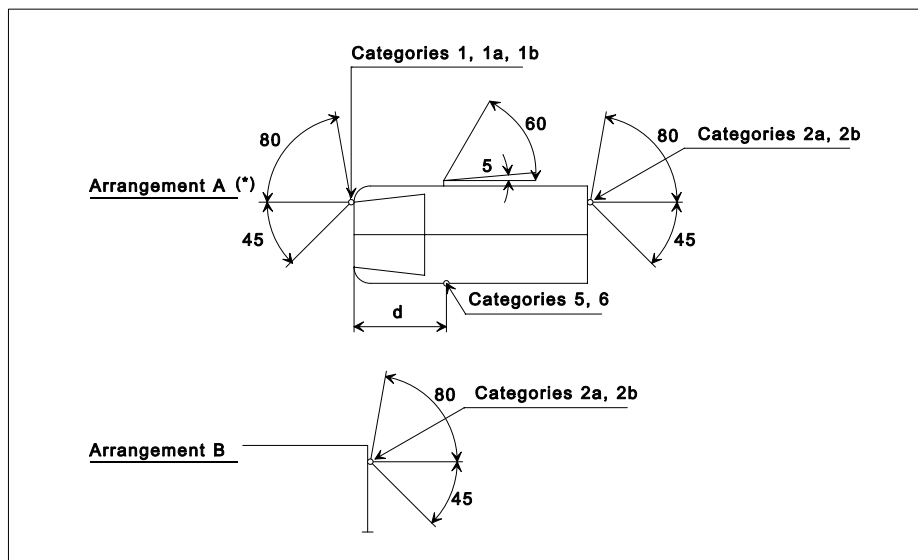 Categories 1, 1a, 1b
80
60
80
Categories 2a, 2b
5
Arrangement A (*)
45
45
Categories 5, 6
d
80
Categories 2a, 2b
Arrangement B
45